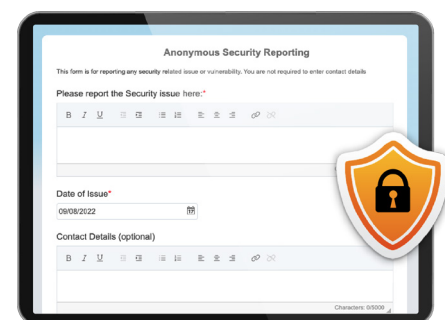 Anonymous Security Reporting
This form is for reporting any security related issue or vulnerability. You are not required to enter contact details
Please report the Security issue here:*
B I U
Date of Issue*
09/08/2022
Contact Details (optional)
B I U
Characters: 0/5000